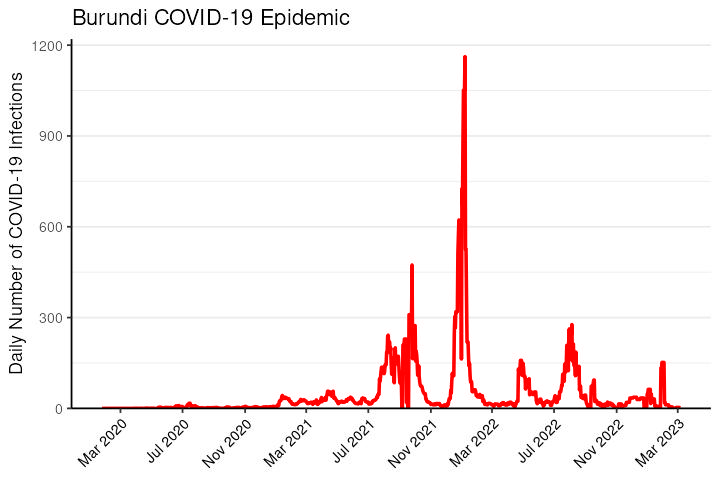 Burundi COVID-19 Epidemic
Daily Number of COVID-19 Infections
1200
900
600
300
0
Mar 2020
Jul 2020
Nov 2020
Mar 2021
Jul 2021
Nov 2021
Mar 2022
Jul 2022
Nov 2022
Mar 2023